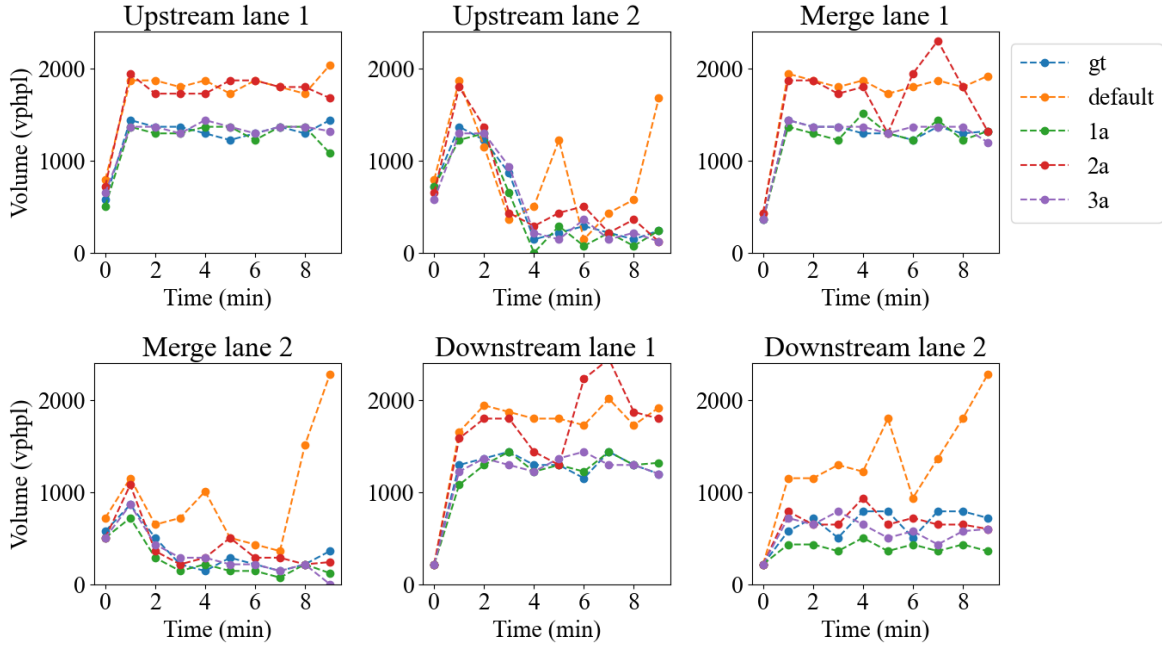 Upstream lane 1
Upstream lane 2
Merge lane 1
Volume (vphpl)
2000
1000
0
0 2 4 6 8
Time (min)
2000
1000
0
0 2 4 6 8
Time (min)
2000
1000
0
0 2 4 6 8
Time (min)
gt
default
1a
2a
3a
Merge lane 2
Downstream lane 1
Downstream lane 2
Volume (vphpl)
2000
1000
0
0 2 4 6 8
Time (min)
2000
1000
0
0 2 4 6 8
Time (min)
2000
1000
0
0 2 4 6 8
Time (min)